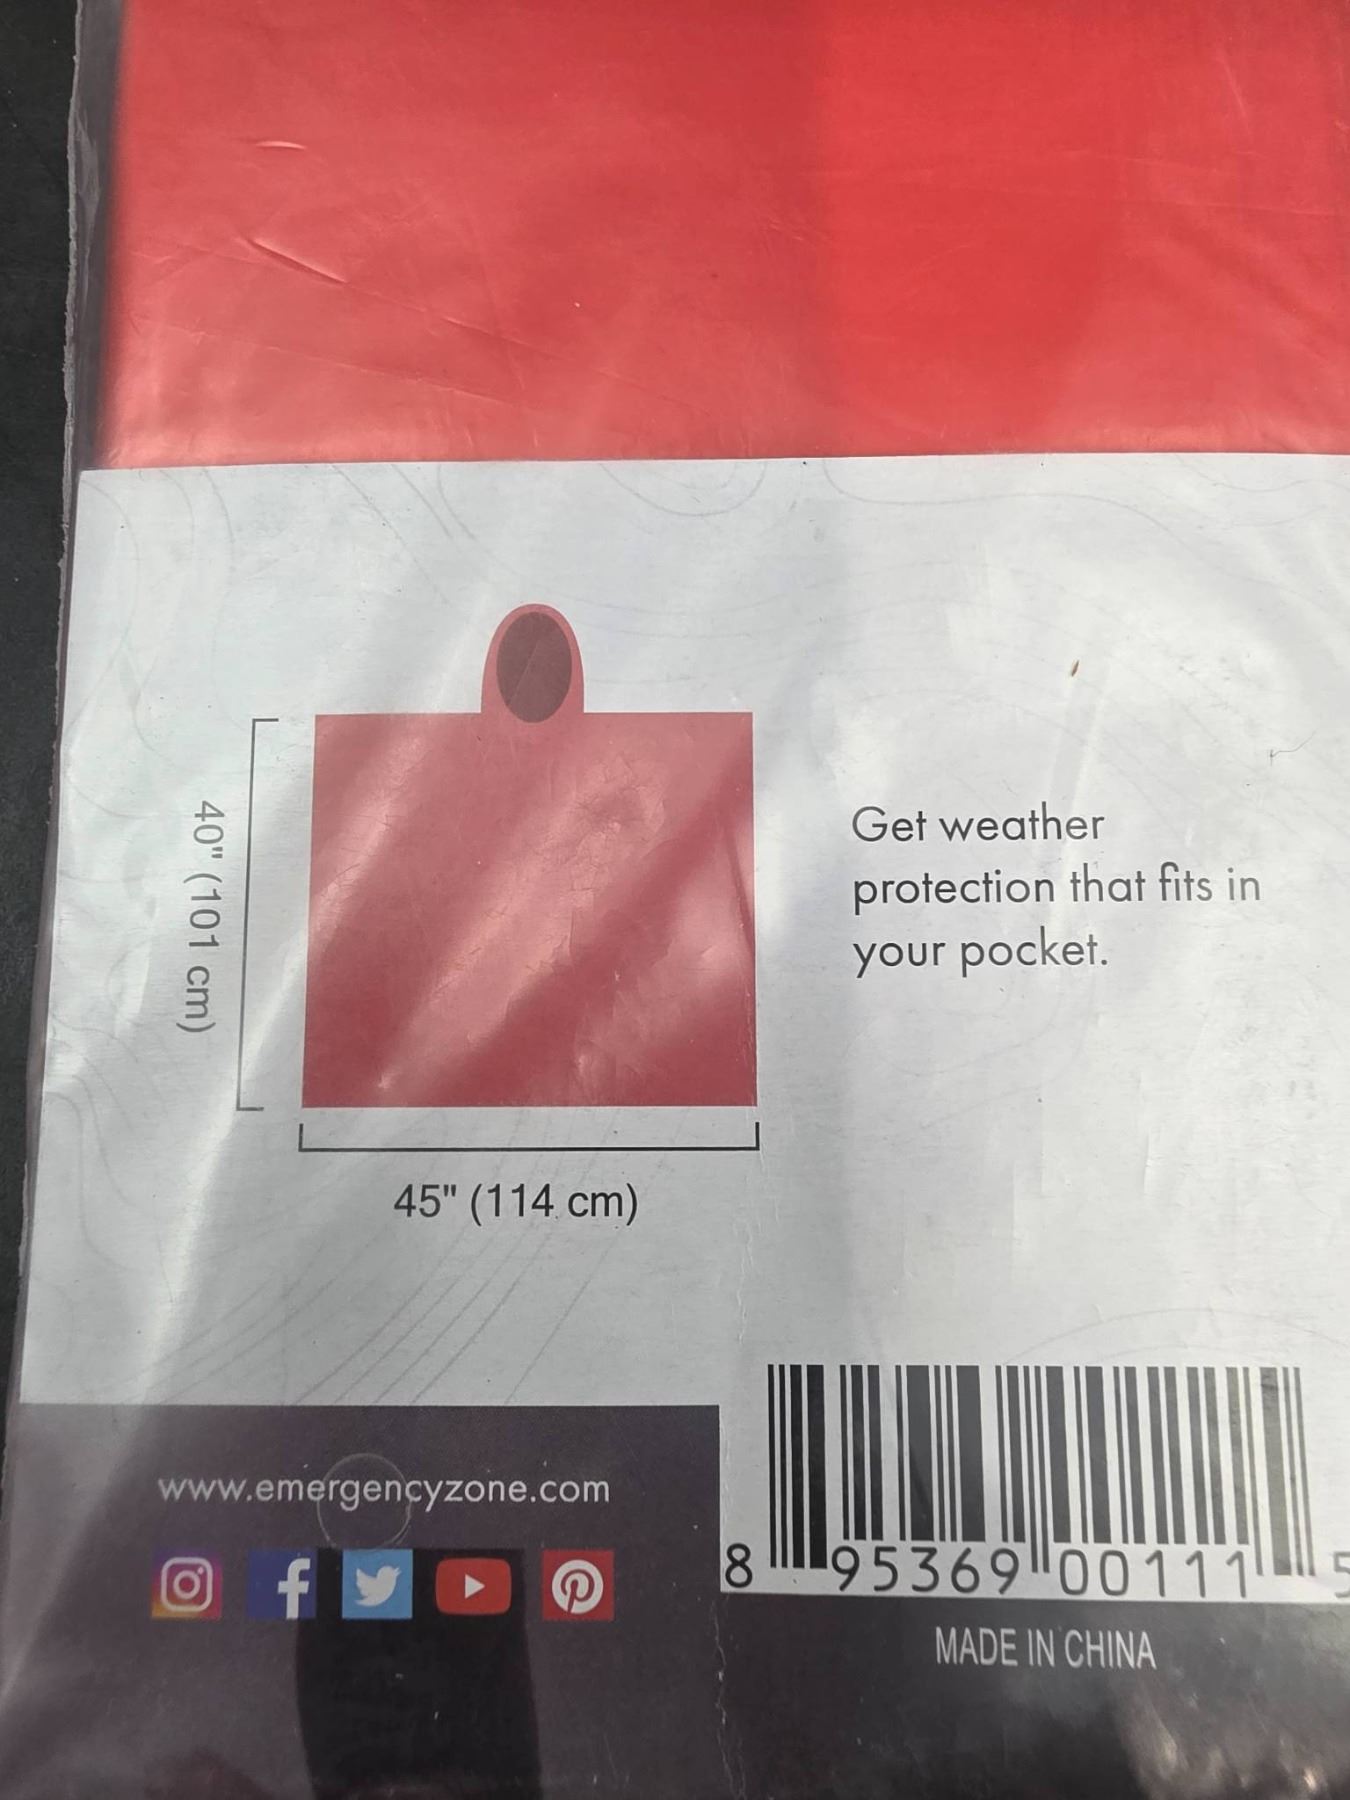 40" (101 cm)
Get weather
protection that fits in
your pocket.
45" (114 cm)
www.emergencyzone.com
8 95369 00111 5
MADE IN CHINA